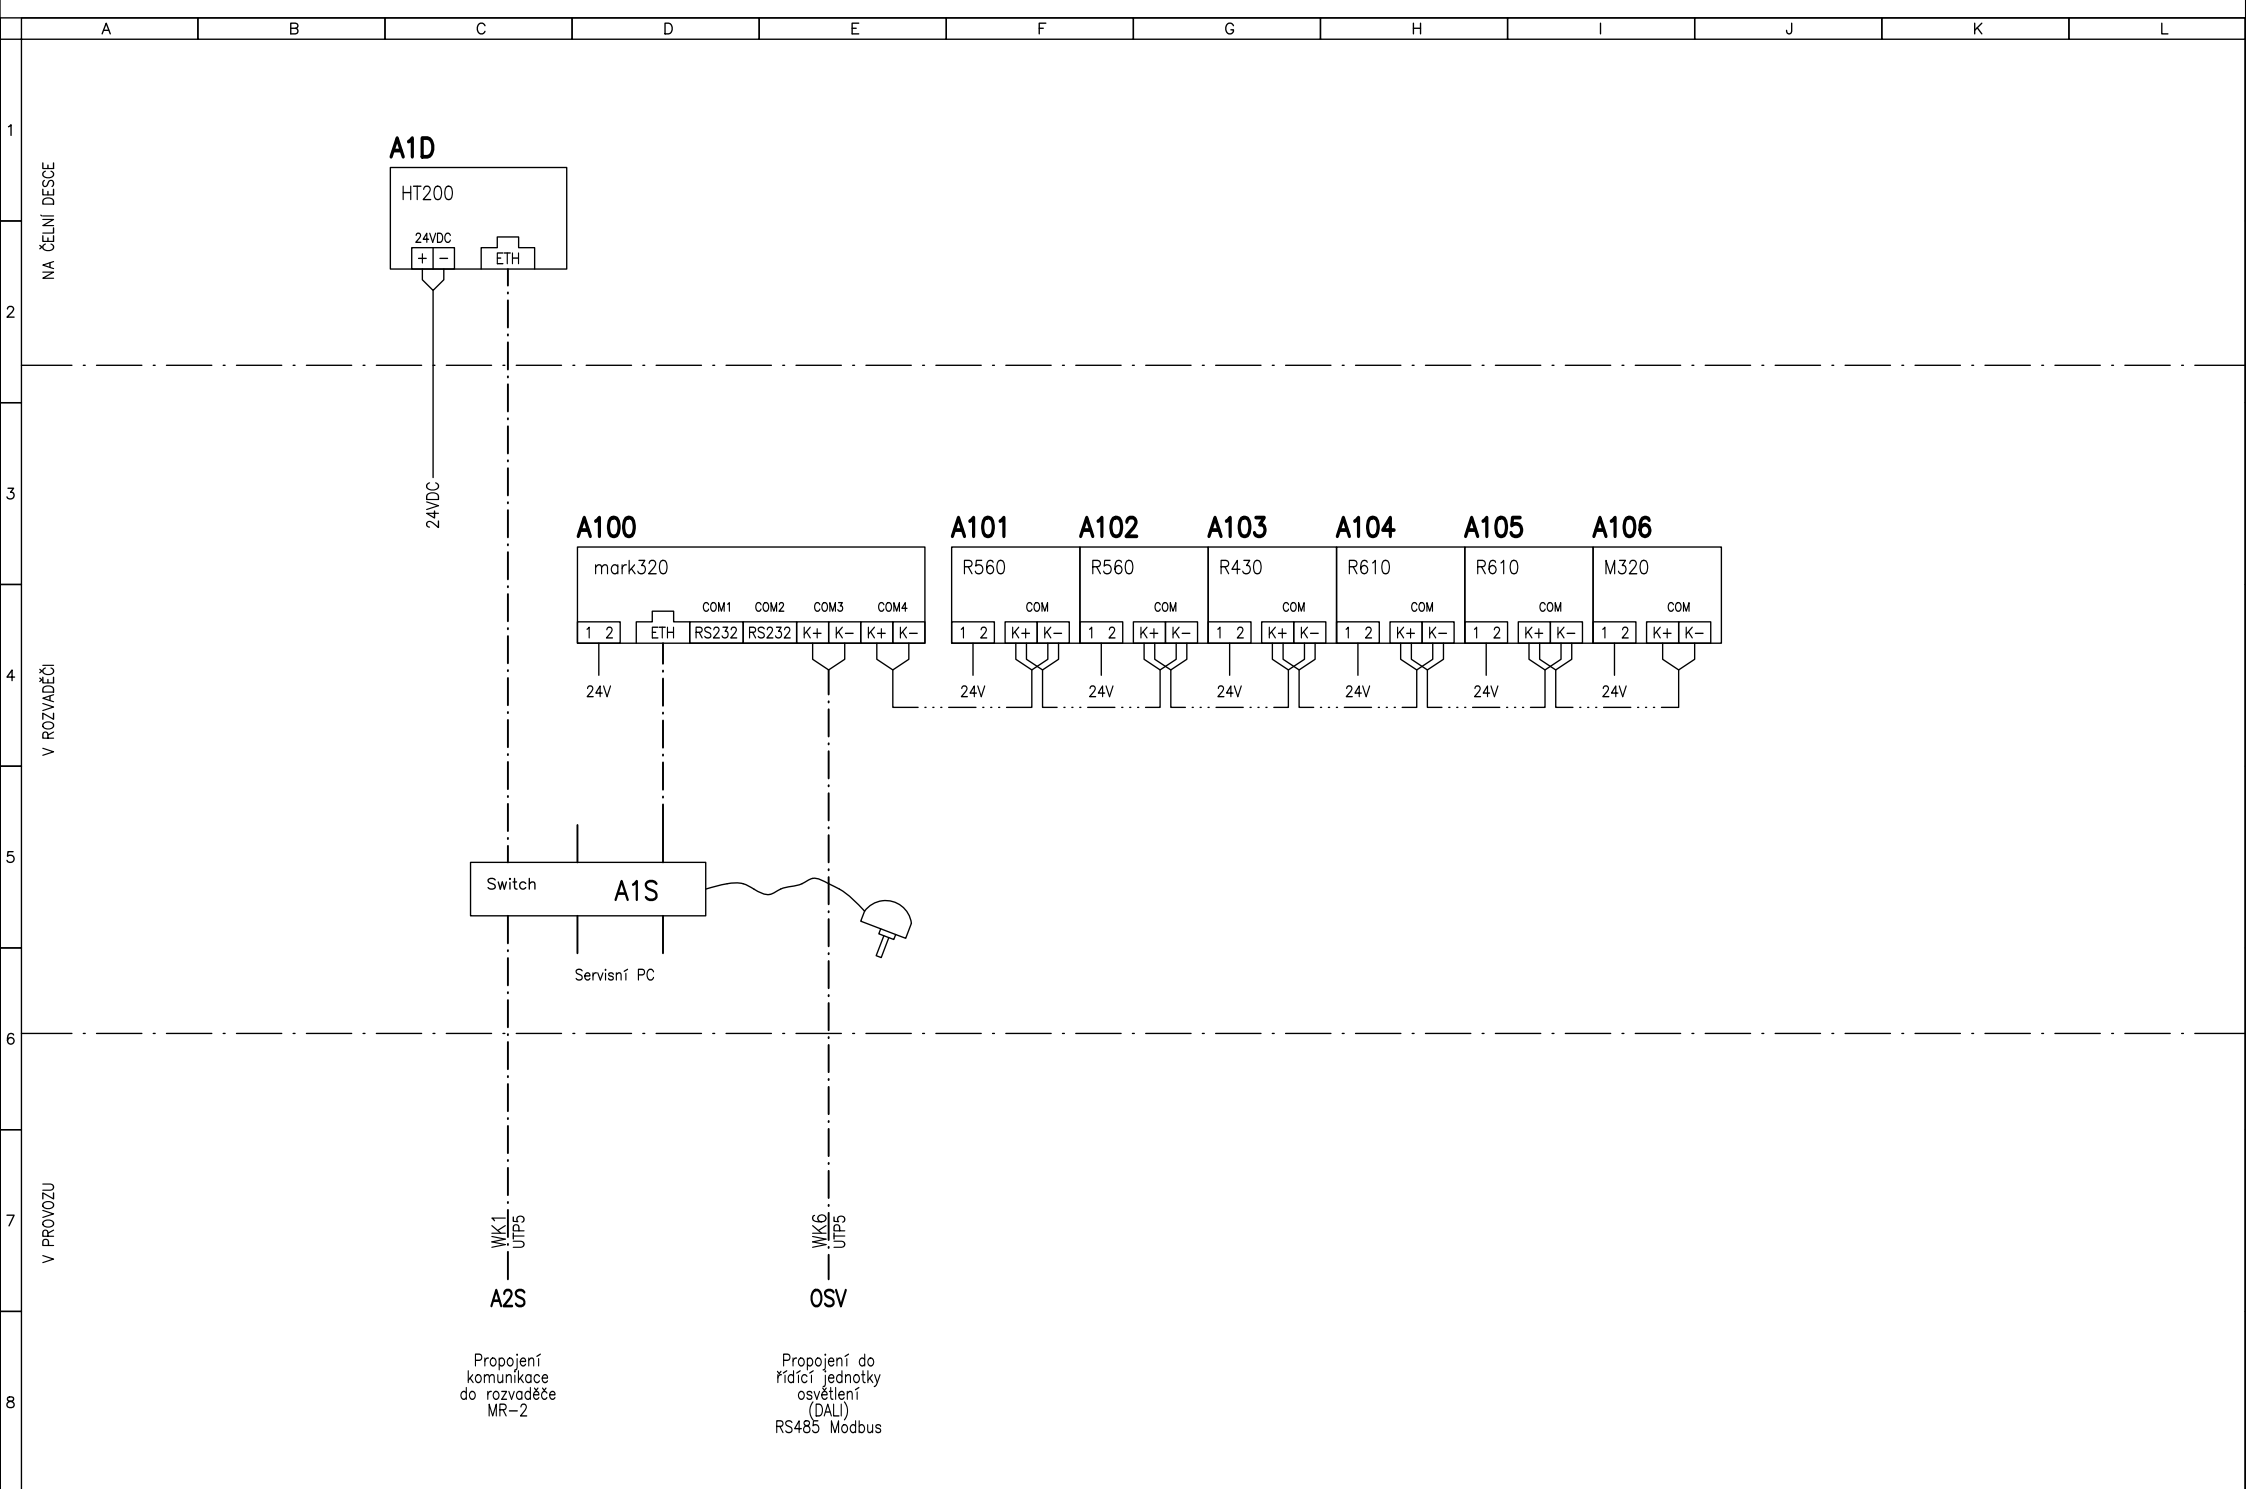 A B C D E F G H I J K L
1
2
3
4
5
6
7
8
NA ČELNÍ DESCE
V ROZVADĚČI
V PROVOZU
A1D
HT200
24VDC
+ − ETH
24VDC
A100
mark320
COM1 COM2 COM3 COM4
1 2 ETH RS232 RS232 K+ K− K+ K−
24V
A101
R560
COM
1 2 K+ K−
24V
A102
R560
COM
1 2 K+ K−
24V
A103
R430
COM
1 2 K+ K−
24V
A104
R610
COM
1 2 K+ K−
24V
A105
R610
COM
1 2 K+ K−
24V
A106
M320
COM
1 2 K+ K−
24V
Switch A1S
Servisní PC
WK1
UTP5
A2S
Propojení
komunikace
do rozvaděče
MR−2
WK6
UTP5
OSV
Propojení do
řídící jednotky
osvětlení
(DALI)
RS485 Modbus